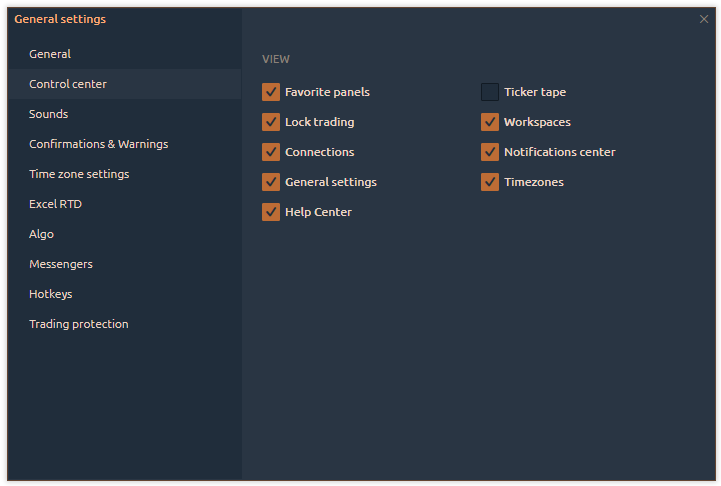 General settings
General
Control center
Sounds
Confirmations & Warnings
Time zone settings
Excel RTD
Algo
Messengers
Hotkeys
Trading protection
VIEW
Favorite panels
Ticker tape
Lock trading
Workspaces
Connections
Notifications center
General settings
Timezones
Help Center